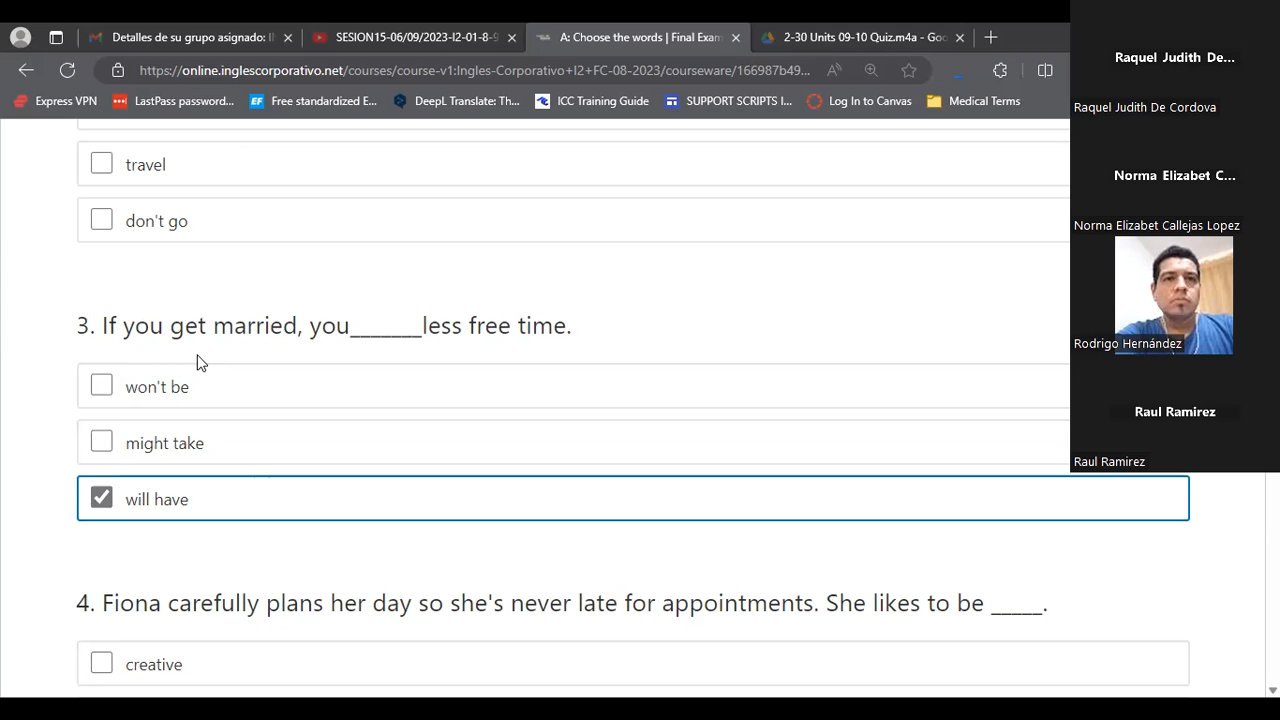 Detalles de su grupo asignado: II
SESION15-06/09/2023-I2-01-8-9
A: Choose the words | Final Exam
2-30 Units 09-10 Quiz.m4a - Goo
https://online.inglescorporativo.net/courses/course-v1:Ingles-Corporativo+I2+FC-08-2023/courseware/166987b49...
Express VPN
LastPass password...
Free standardized E...
DeepL Translate: Th...
ICC Training Guide
SUPPORT SCRIPTS I...
Log In to Canvas
Medical Terms
travel
don't go
3. If you get married, you_______less free time.
won't be
might take
will have
4. Fiona carefully plans her day so she's never late for appointments. She likes to be _____.
creative
Raquel Judith De...
Raquel Judith De Cordova
Norma Elizabet C...
Norma Elizabet Callejas Lopez
Rodrigo Hernández
Raul Ramirez
Raul Ramirez